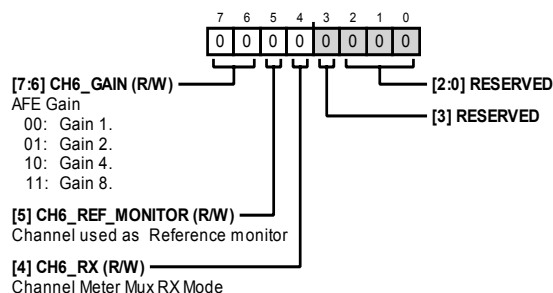 7 6 5 4 3 2 1 0
0 0 0 0 0 0 0 0
[7:6] CH6_GAIN (R/W)
AFE Gain
00: Gain 1.
01: Gain 2.
10: Gain 4.
11: Gain 8.
[5] CH6_REF_MONITOR (R/W)
Channel used as Reference monitor
[4] CH6_RX (R/W)
Channel Meter Mux RX Mode
[2:0] RESERVED
[3] RESERVED